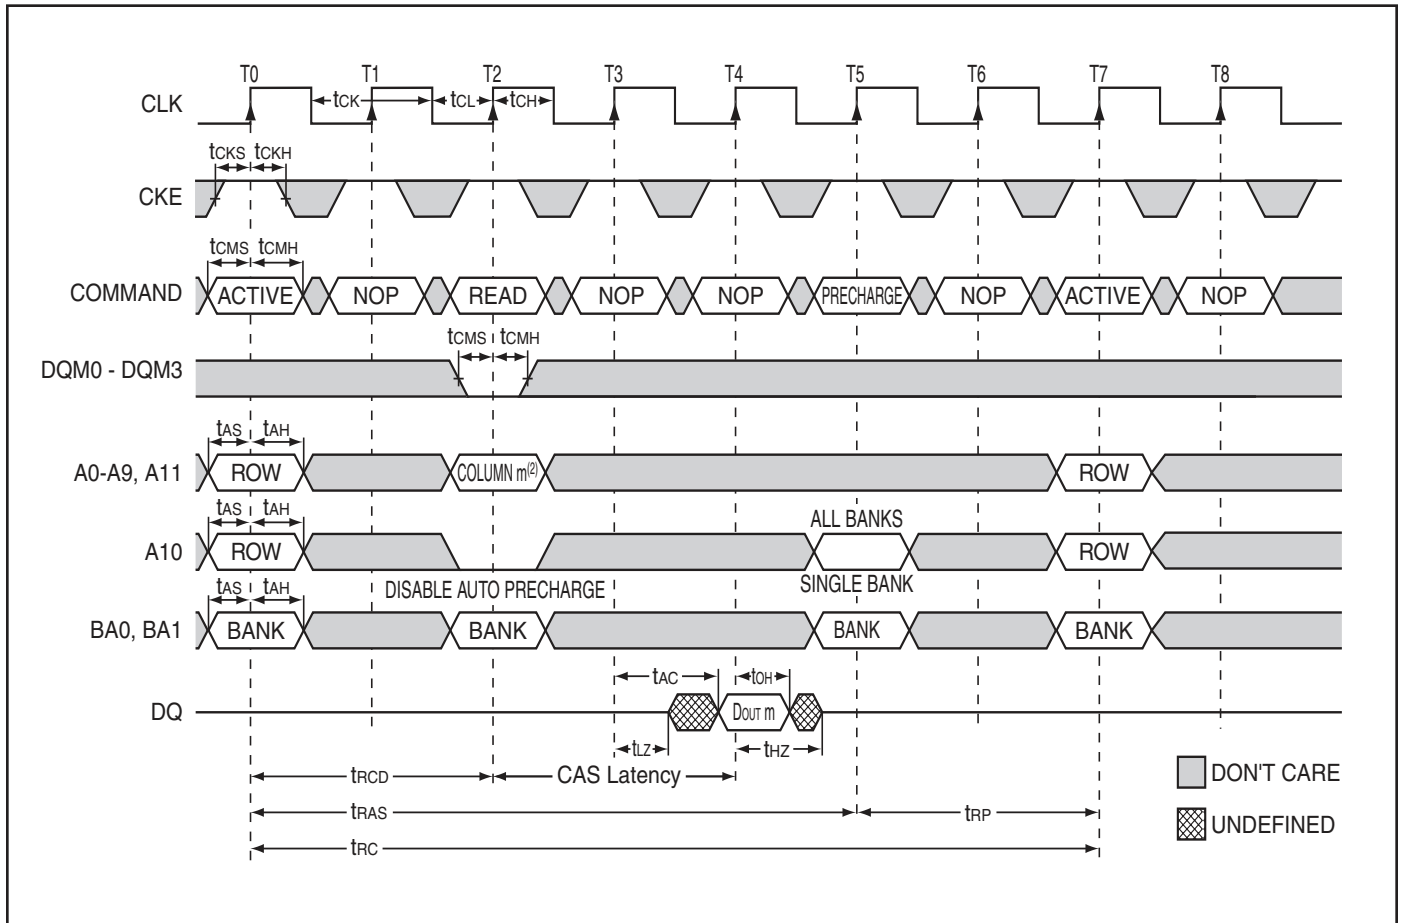 T0 T1 T2 T3 T4 T5 T6 T7 T8
CLK tCK tCL tCH
tCKS tCKH
CKE
tCMS tCMH
COMMAND ACTIVE NOP READ NOP NOP PRECHARGE NOP ACTIVE NOP
tCMS tCMH
DQM0 - DQM3
tAS tAH
A0-A9, A11 ROW COLUMN m(2) ROW
tAS tAH ALL BANKS
A10 ROW ROW
DISABLE AUTO PRECHARGE SINGLE BANK
tAS tAH
BA0, BA1 BANK BANK BANK BANK
tAC tOH
DQ DOUT m
tLZ tHZ
tRCD CAS Latency DON'T CARE
tRAS tRP
UNDEFINED
tRC